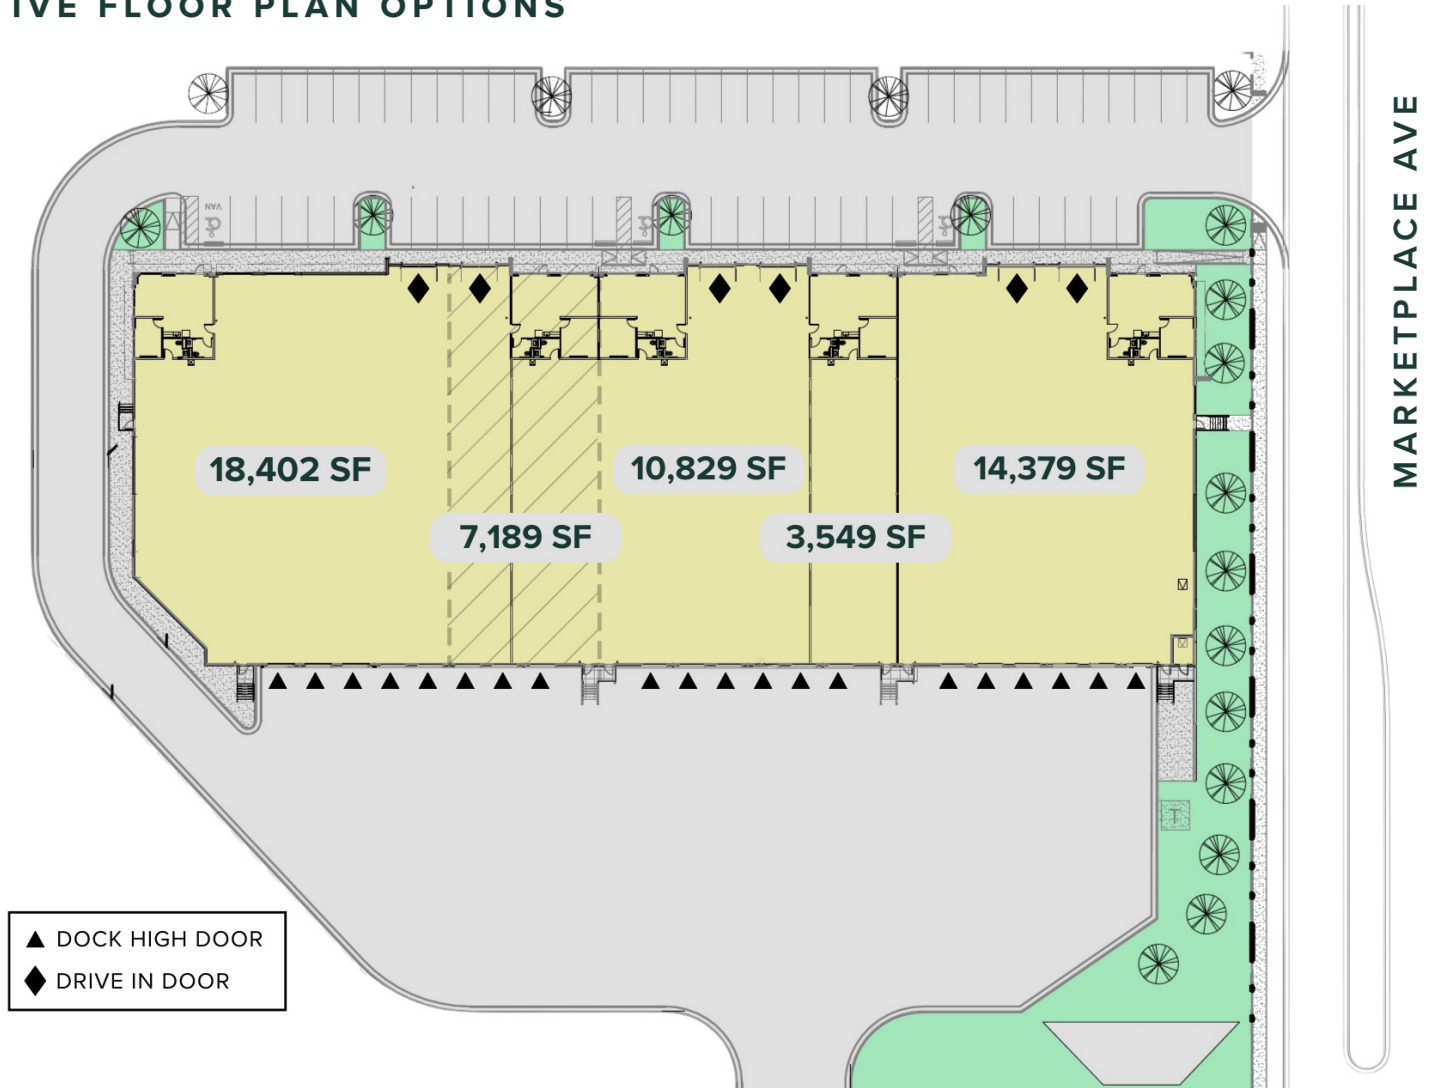 IVE FLOOR PLAN OPTIONS
MARKETPLACE AVE
VAN
18,402 SF
10,829 SF
14,379 SF
7,189 SF
3,549 SF
T
DOCK HIGH DOOR
DRIVE IN DOOR